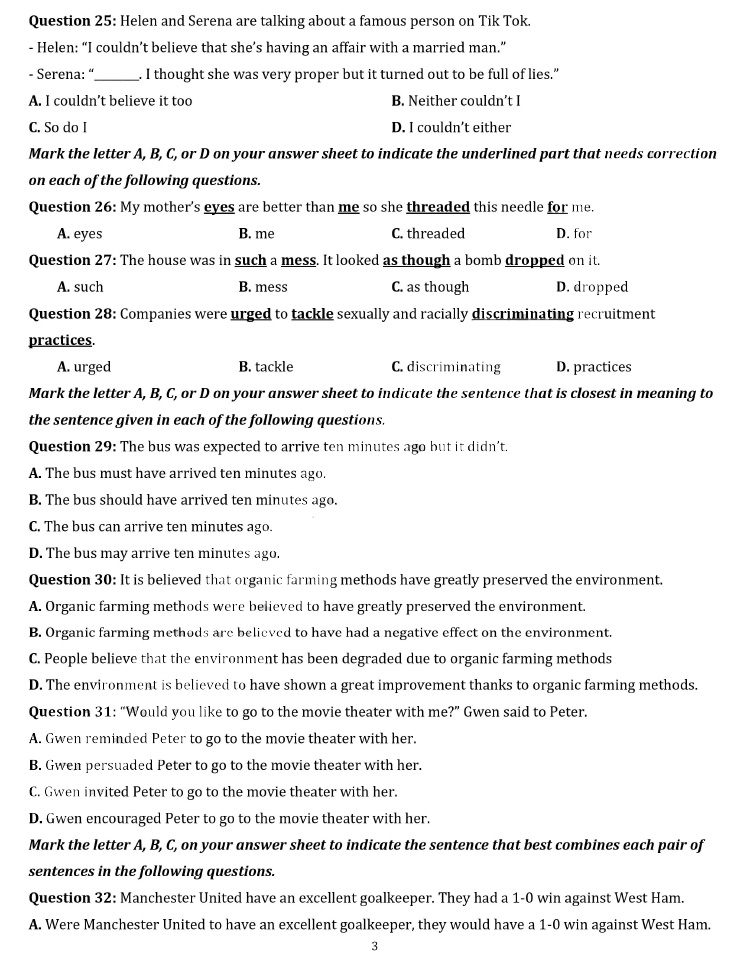 Question 25: Helen and Serena are talking about a famous person on Tik Tok.
- Helen: “I couldn’t believe that she’s having an affair with a married man.”
- Serena: “________. I thought she was very proper but it turned out to be full of lies.”
A. I couldn’t believe it too B. Neither couldn’t I
C. So do I D. I couldn’t either
Mark the letter A, B, C, or D on your answer sheet to indicate the underlined part that needs correction
on each of the following questions.
Question 26: My mother’s eyes are better than me so she threaded this needle for me.
A. eyes B. me C. threaded D. for
Question 27: The house was in such a mess. It looked as though a bomb dropped on it.
A. such B. mess C. as though D. dropped
Question 28: Companies were urged to tackle sexually and racially discriminating recruitment
practices.
A. urged B. tackle C. discriminating D. practices
Mark the letter A, B, C, or D on your answer sheet to indicate the sentence that is closest in meaning to
the sentence given in each of the following questions.
Question 29: The bus was expected to arrive ten minutes ago but it didn’t.
A. The bus must have arrived ten minutes ago.
B. The bus should have arrived ten minutes ago.
C. The bus can arrive ten minutes ago.
D. The bus may arrive ten minutes ago.
Question 30: It is believed that organic farming methods have greatly preserved the environment.
A. Organic farming methods were believed to have greatly preserved the environment.
B. Organic farming methods are believed to have had a negative effect on the environment.
C. People believe that the environment has been degraded due to organic farming methods
D. The environment is believed to have shown a great improvement thanks to organic farming methods.
Question 31: “Would you like to go to the movie theater with me?” Gwen said to Peter.
A. Gwen reminded Peter to go to the movie theater with her.
B. Gwen persuaded Peter to go to the movie theater with her.
C. Gwen invited Peter to go to the movie theater with her.
D. Gwen encouraged Peter to go to the movie theater with her.
Mark the letter A, B, C, on your answer sheet to indicate the sentence that best combines each pair of
sentences in the following questions.
Question 32: Manchester United have an excellent goalkeeper. They had a 1-0 win against West Ham.
A. Were Manchester United to have an excellent goalkeeper, they would have a 1-0 win against West Ham.
3